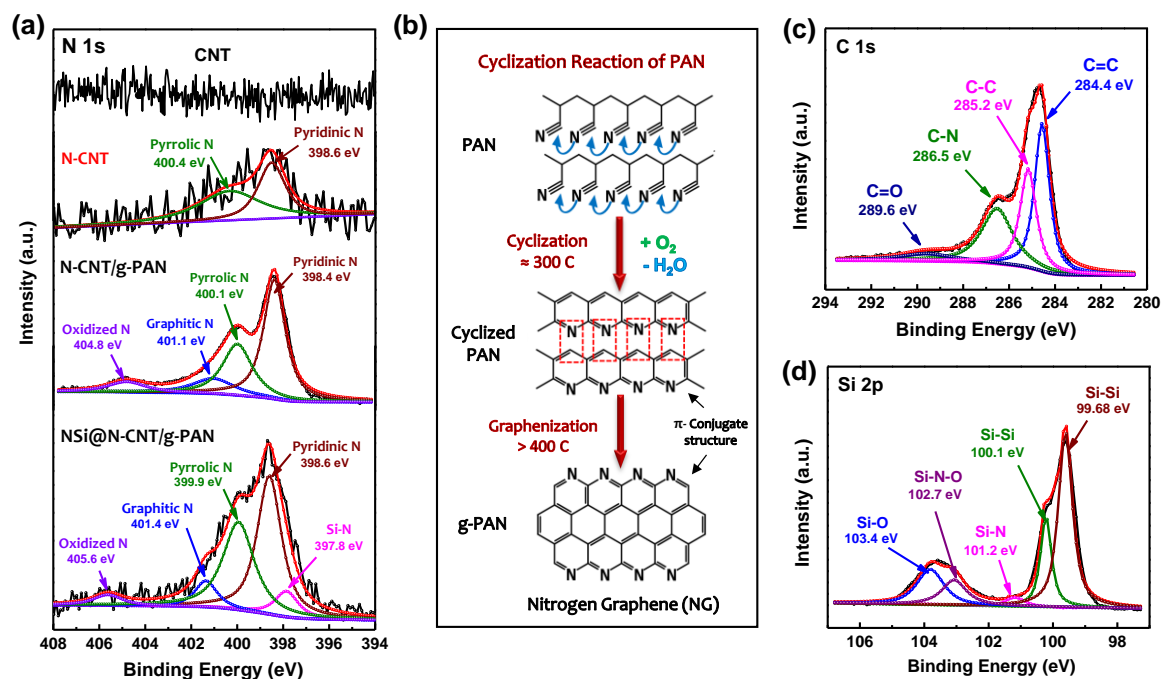 (a)
N 1s
CNT
N-CNT
Pyrrolic N
400.4 eV
Pyridinic N
398.6 eV
N-CNT/g-PAN
Pyrrolic N
400.1 eV
Pyridinic N
398.4 eV
Oxidized N
404.8 eV
Graphitic N
401.1 eV
NSi@N-CNT/g-PAN
Pyrrolic N
399.9 eV
Pyridinic N
398.6 eV
Graphitic N
401.4 eV
Si-N
397.8 eV
Oxidized N
405.6 eV
Intensity (a.u.)
408 406 404 402 400 398 396 394
Binding Energy (eV)
(b)
Cyclization Reaction of PAN
PAN
N N N N N
N N N N N
Cyclization
≈ 300 C
+ O2
- H2O
Cyclized
PAN
N N N N
N N N N
Graphenization
> 400 C
π- Conjugate
structure
g-PAN
N N N N
N N N N
Nitrogen Graphene (NG)
(c)
C 1s
C=C
284.4 eV
C-C
285.2 eV
C-N
286.5 eV
C=O
289.6 eV
Intensity (a.u.)
294 292 290 288 286 284 282 280
Binding Energy (eV)
(d)
Si 2p
Si-Si
99.68 eV
Si-Si
100.1 eV
Si-N-O
102.7 eV
Si-O
103.4 eV
Si-N
101.2 eV
Intensity (a.u.)
106 104 102 100 98
Binding Energy (eV)